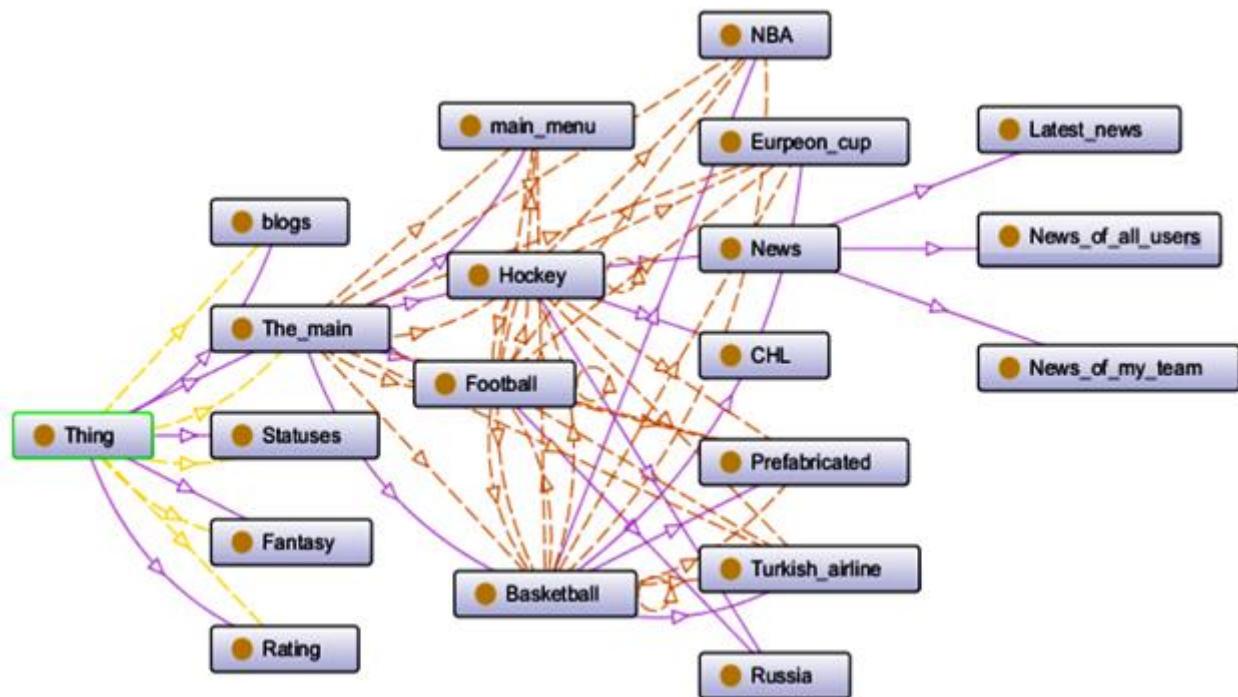 NBA
main_menu
Eurpeon_cup
Latest_news
blogs
News
News_of_all_users
Hockey
The_main
CHL
Football
News_of_my_team
Thing
Statuses
Prefabricated
Fantasy
Turkish_airline
Basketball
Rating
Russia